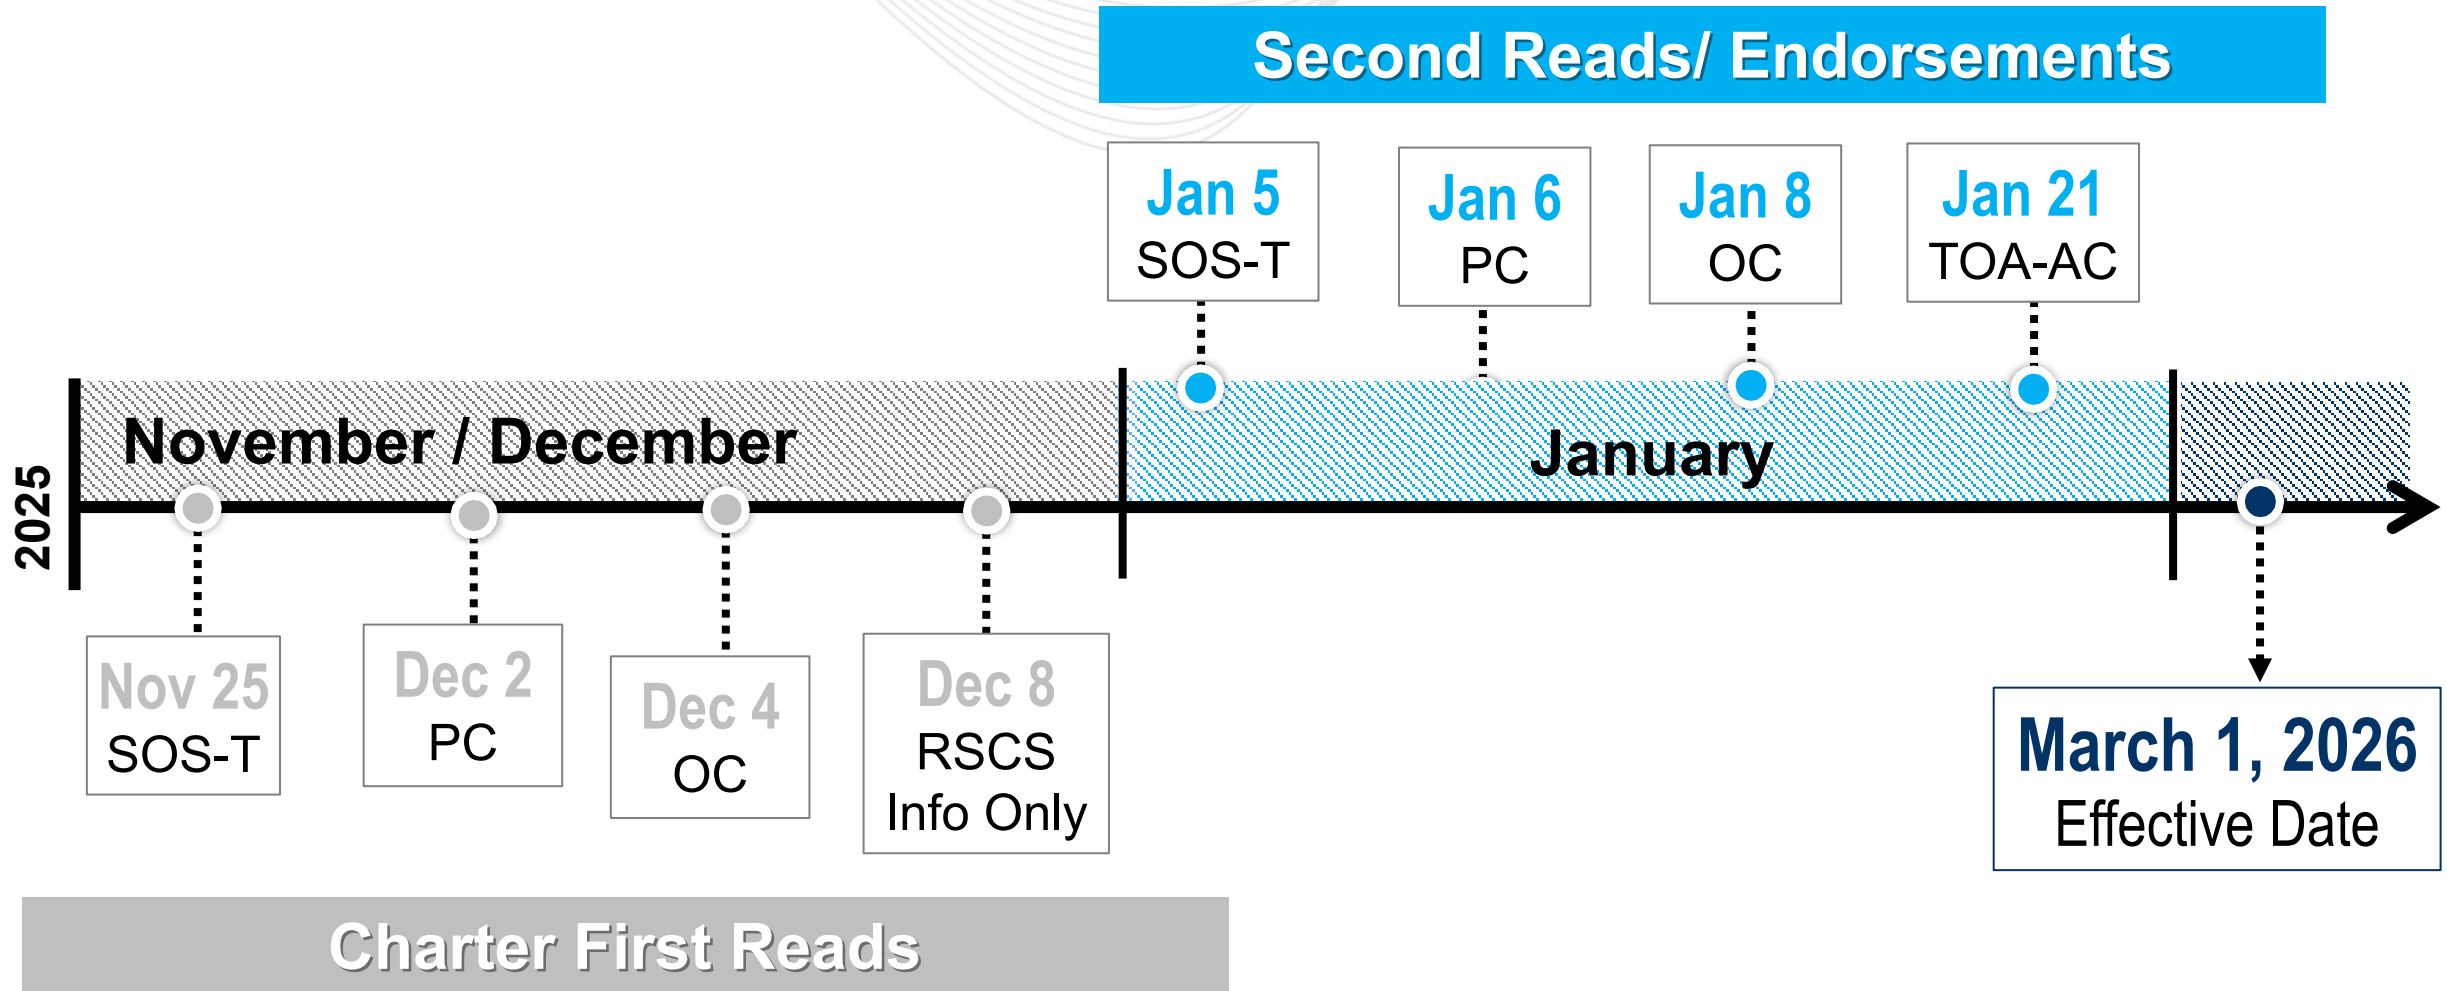 Second Reads/ Endorsements
Jan 5
SOS-T
Jan 6
PC
Jan 8
OC
Jan 21
TOA-AC
2025
November / December
January
Nov 25
SOS-T
Dec 2
PC
Dec 4
OC
Dec 8
RSCS
Info Only
March 1, 2026
Effective Date
Charter First Reads